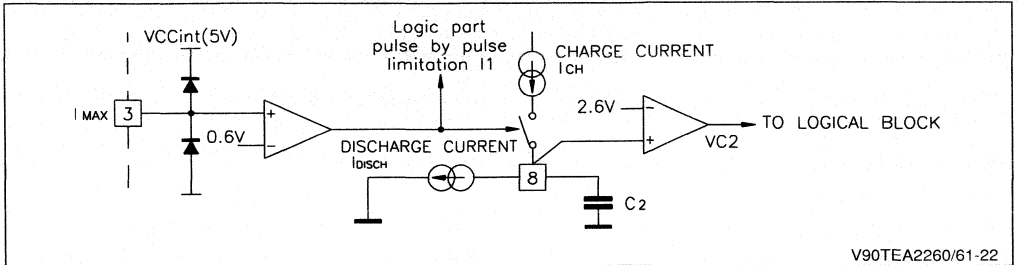 VCCint(5V)
Logic part
pulse by pulse
limitation I1
CHARGE CURRENT
ICH
IMAX
3
+
0.6V
−
2.6V
−
+
VC2
TO LOGICAL BLOCK
DISCHARGE CURRENT
IDISCH
8
C2
V90TEA2260/61-22